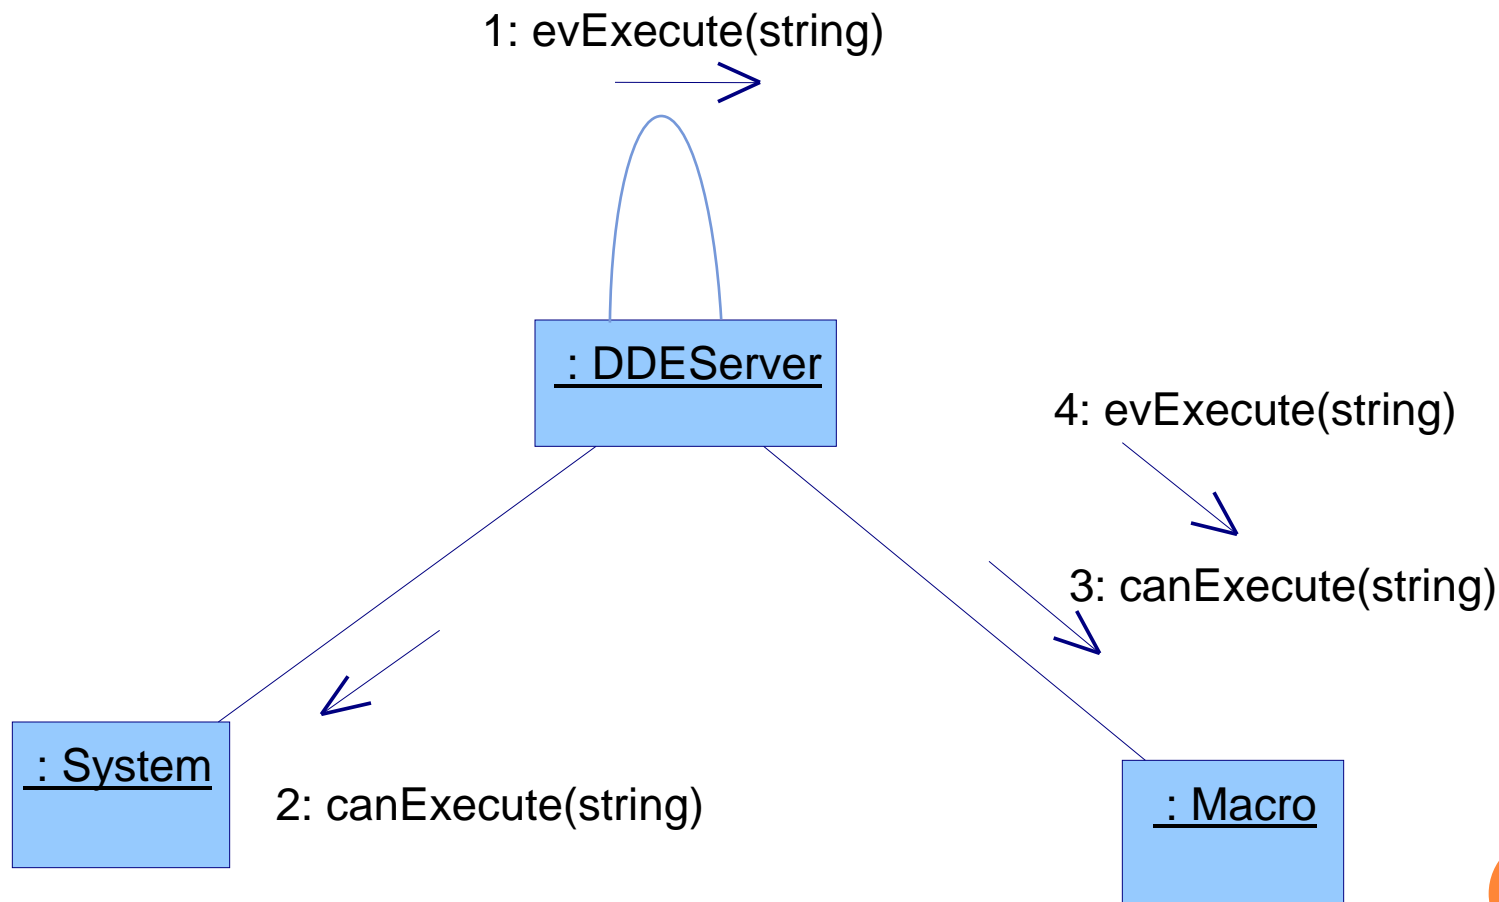 1: evExecute(string)
: DDEServer
4: evExecute(string)
3: canExecute(string)
: System
2: canExecute(string)
: Macro